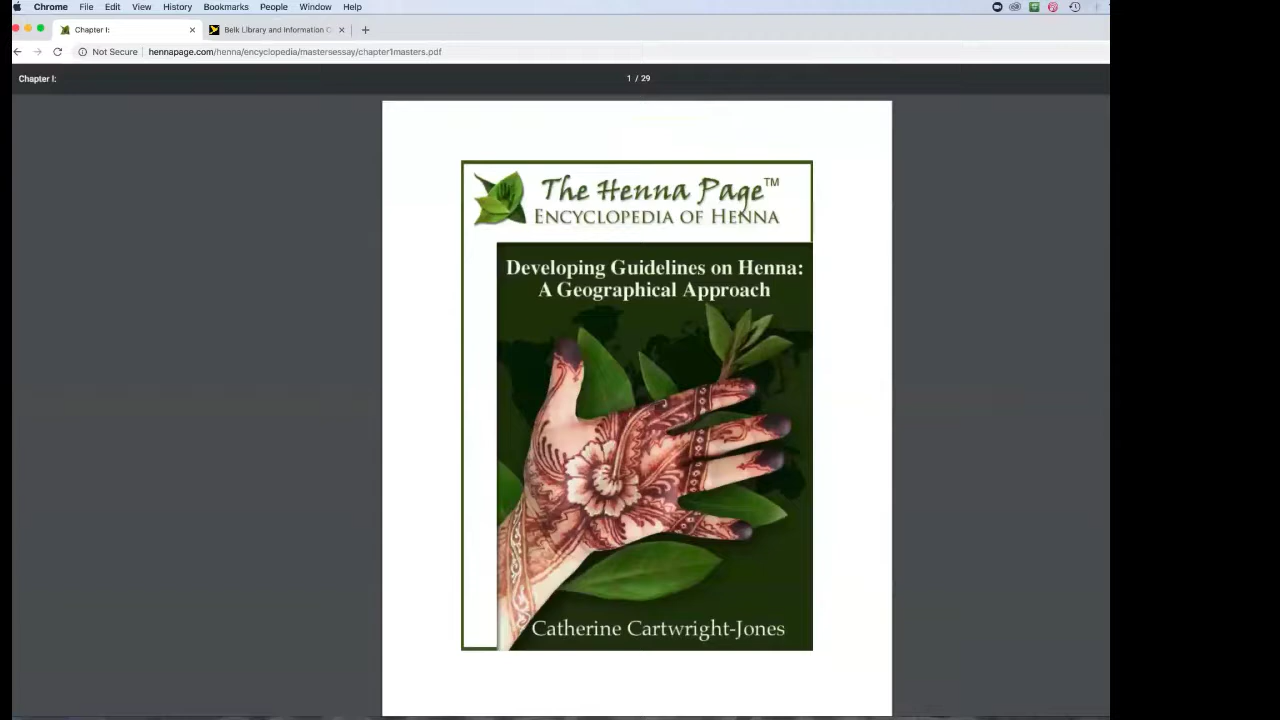 Chrome File Edit View History Bookmarks People Window Help
Chapter I: Belk Library and Information
Not Secure hennapage.com/henna/encyclopedia/mastersessay/chapter1masters.pdf
Chapter I: 1 / 29
The Henna Page™
ENCYCLOPEDIA OF HENNA
Developing Guidelines on Henna:
A Geographical Approach
Catherine Cartwright-Jones